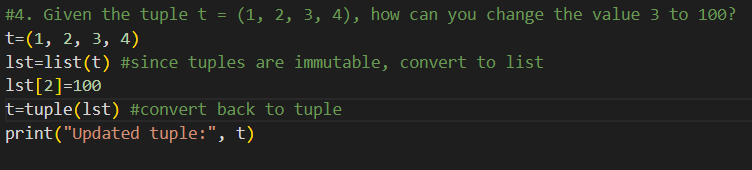 #4. Given the tuple t = (1, 2, 3, 4), how can you change the value 3 to 100?
t=(1, 2, 3, 4)
lst=list(t) #since tuples are immutable, convert to list
lst[2]=100
t=tuple(lst) #convert back to tuple
print("Updated tuple:", t)